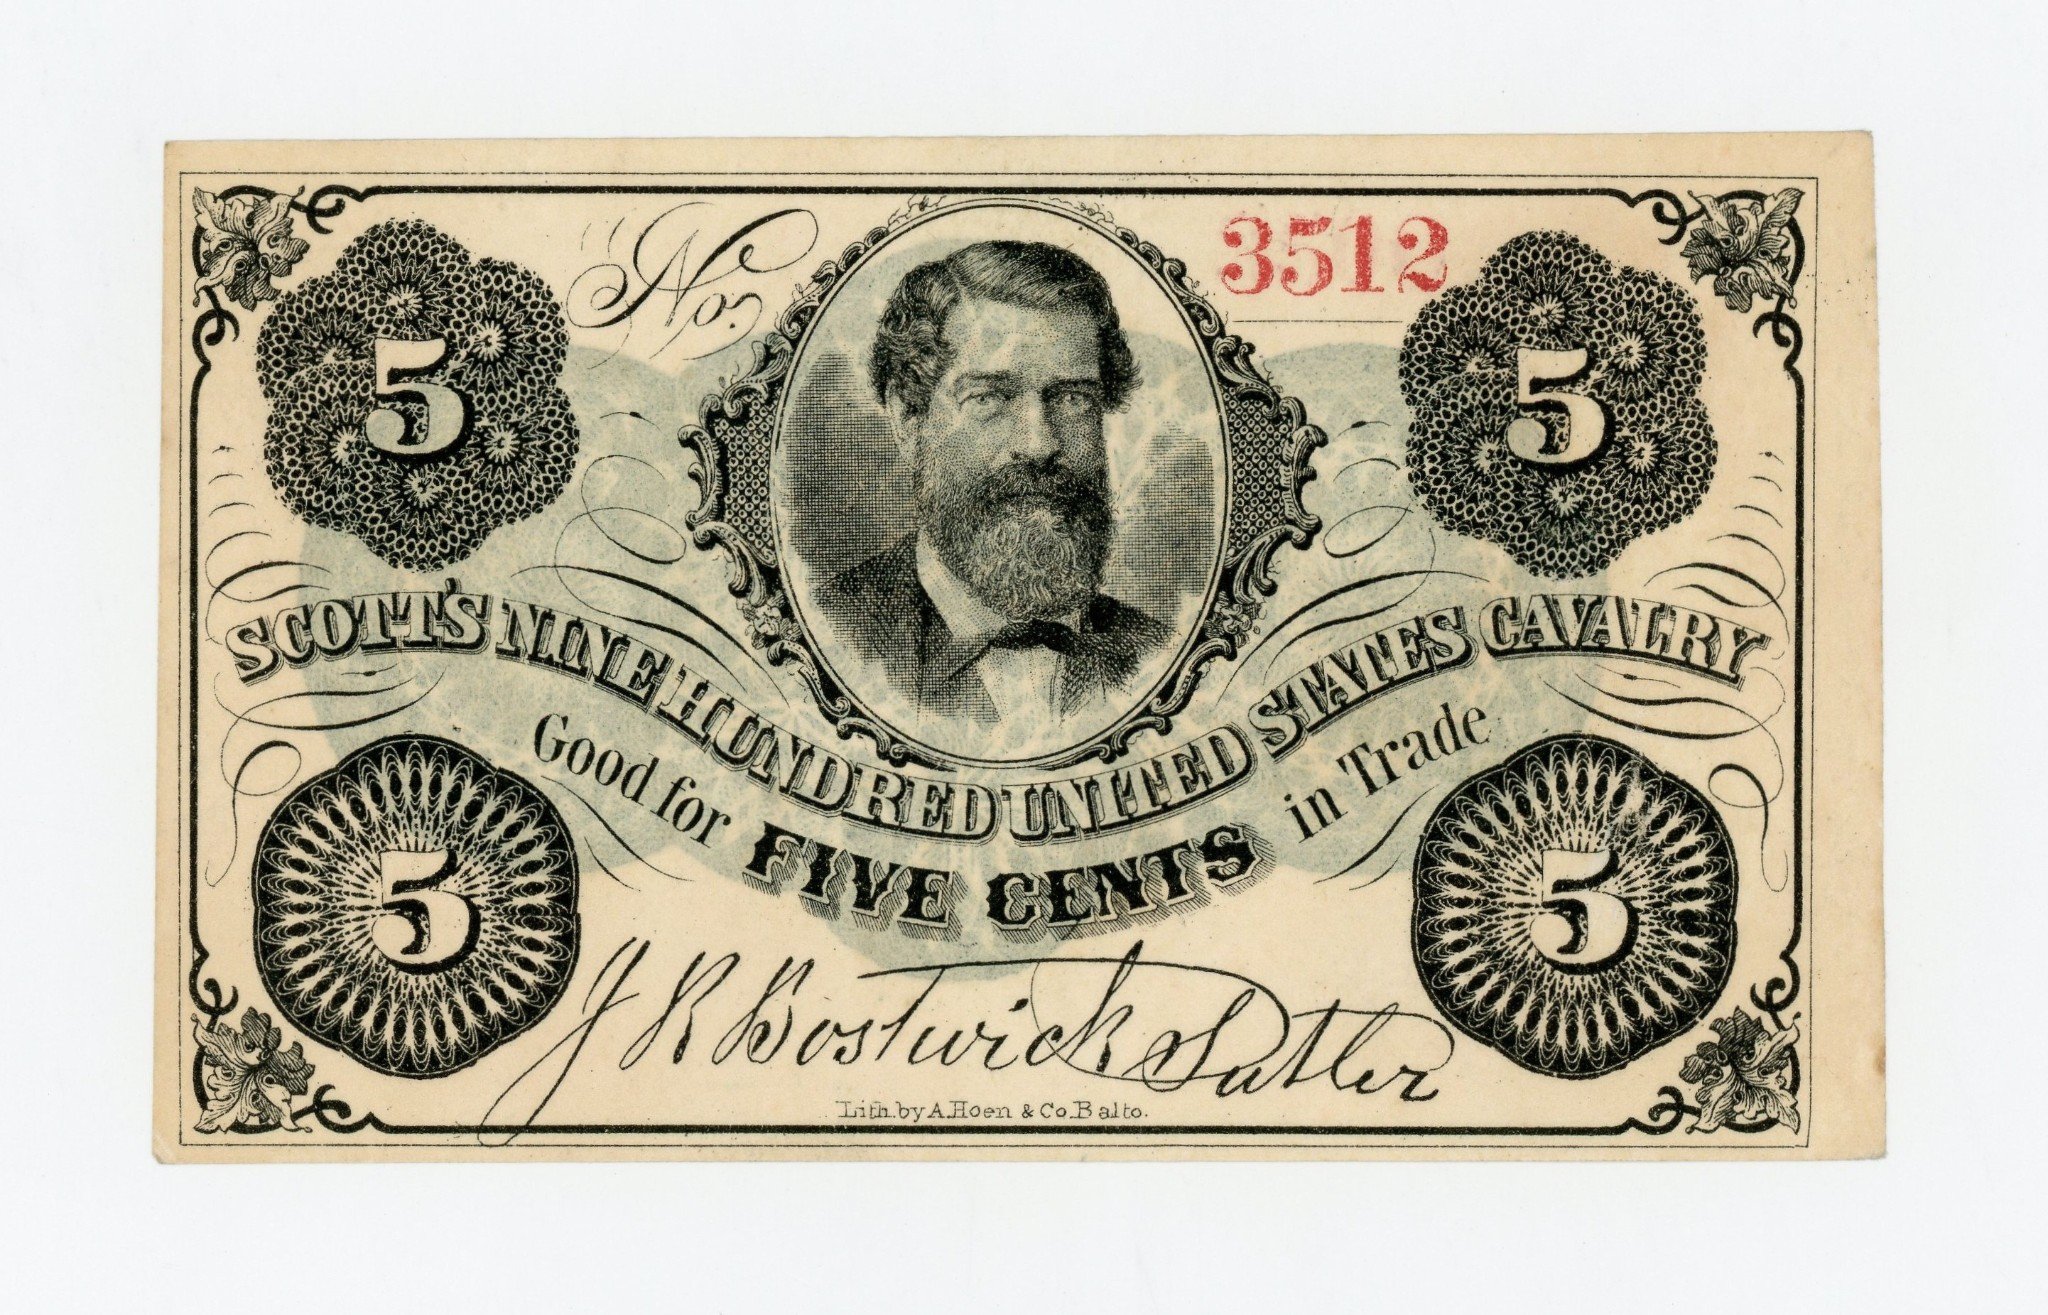 No. 3512
5 5
SCOTT'S NINE HUNDRED UNITED STATES CAVALRY
Good for FIVE CENTS in Trade
5 5
J R Bostwick Sutler
Lith. by A. Hoen & Co. Balto.